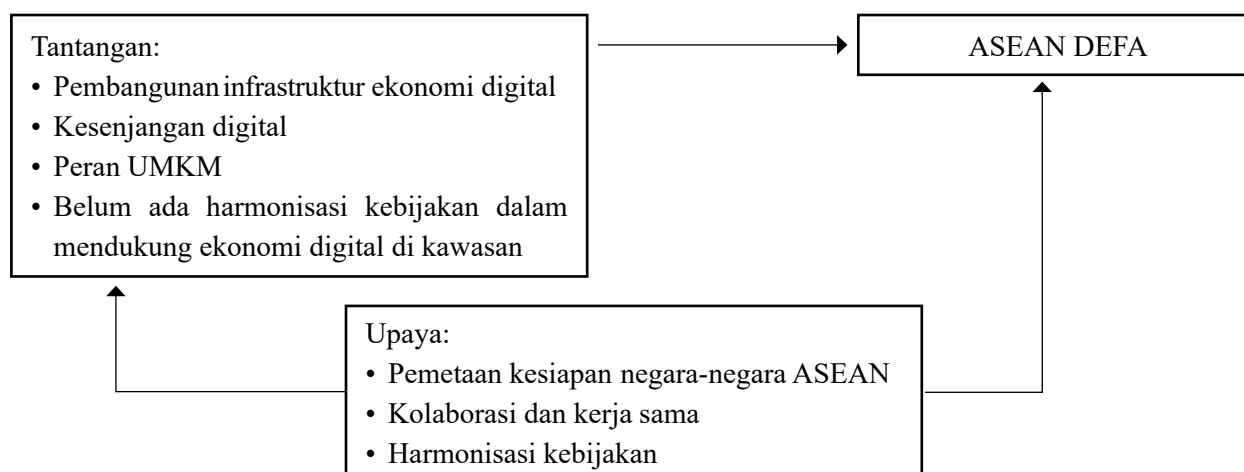 Tantangan:
• Pembangunan infrastruktur ekonomi digital
• Kesenjangan digital
• Peran UMKM
• Belum ada harmonisasi kebijakan dalam
mendukung ekonomi digital di kawasan
ASEAN DEFA
Upaya:
• Pemetaan kesiapan negara-negara ASEAN
• Kolaborasi dan kerja sama
• Harmonisasi kebijakan